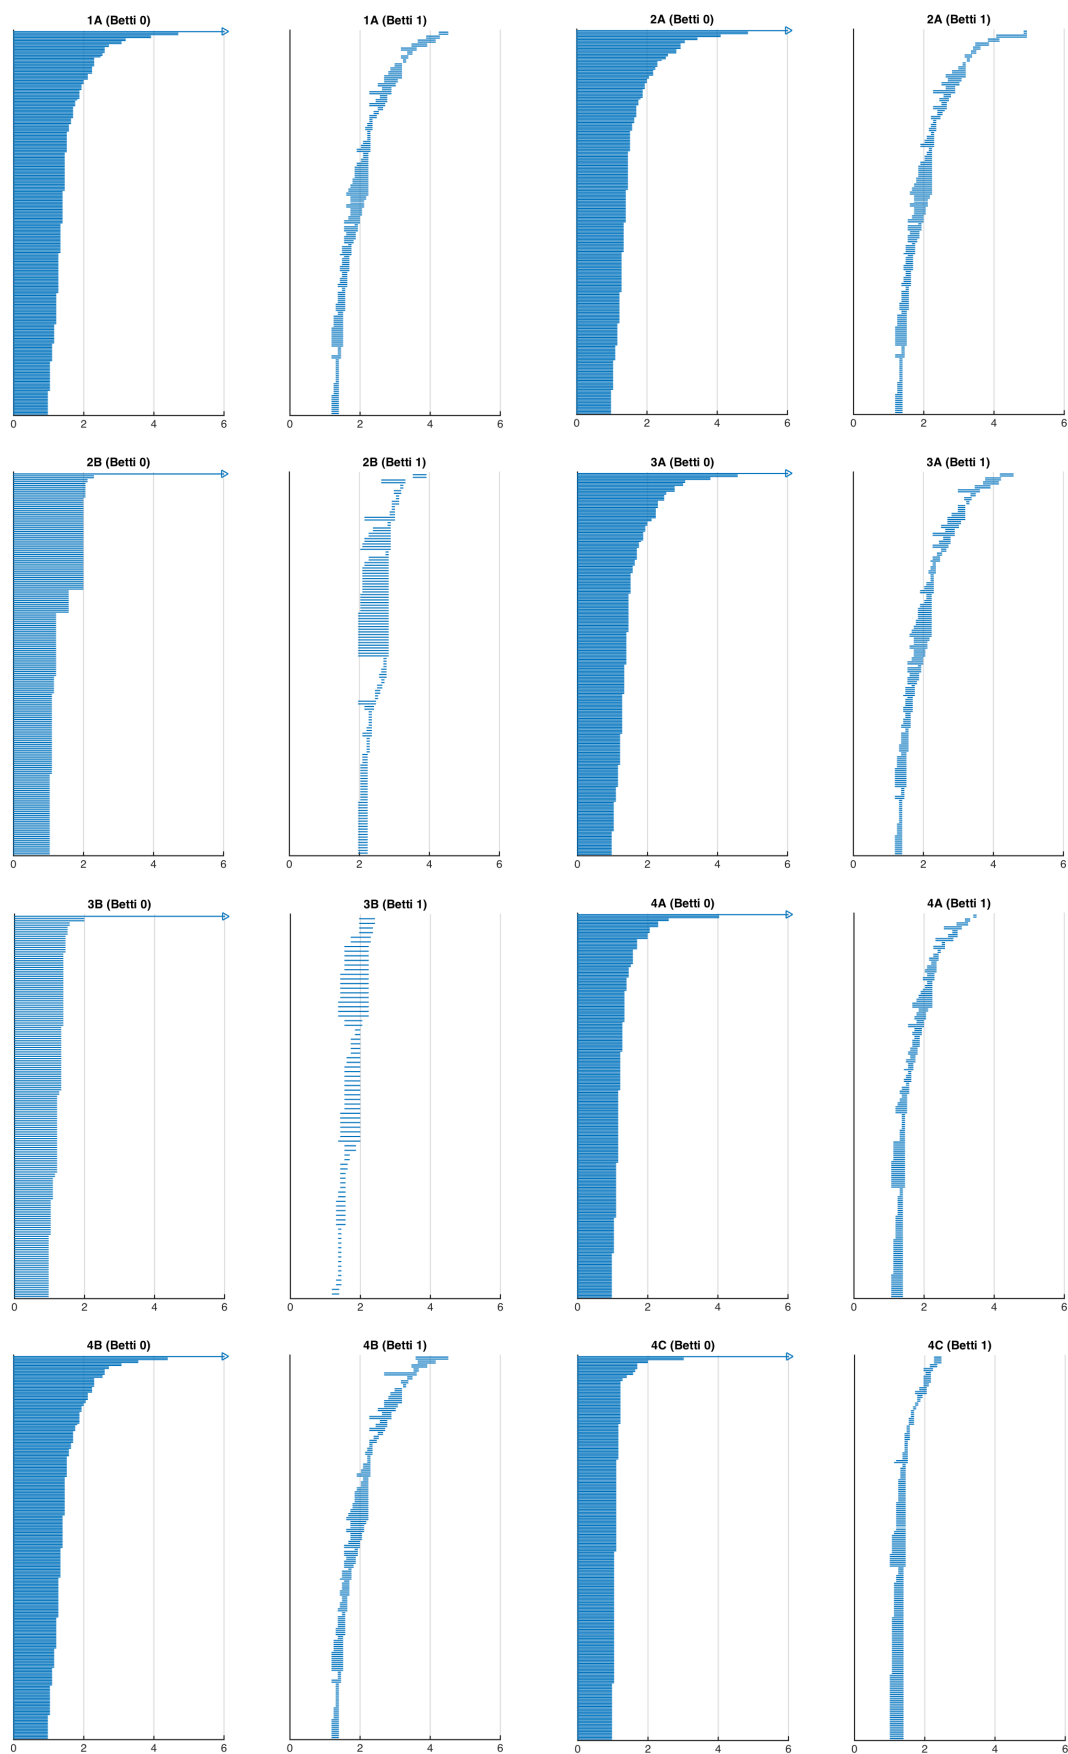 1A (Betti 0) 1A (Betti 1) 2A (Betti 0) 2A (Betti 1)
0 2 4 6 0 2 4 6 0 2 4 6 0 2 4 6
2B (Betti 0) 2B (Betti 1) 3A (Betti 0) 3A (Betti 1)
0 2 4 6 0 2 4 6 0 2 4 6 0 2 4 6
3B (Betti 0) 3B (Betti 1) 4A (Betti 0) 4A (Betti 1)
0 2 4 6 0 2 4 6 0 2 4 6 0 2 4 6
4B (Betti 0) 4B (Betti 1) 4C (Betti 0) 4C (Betti 1)
0 2 4 6 0 2 4 6 0 2 4 6 0 2 4 6